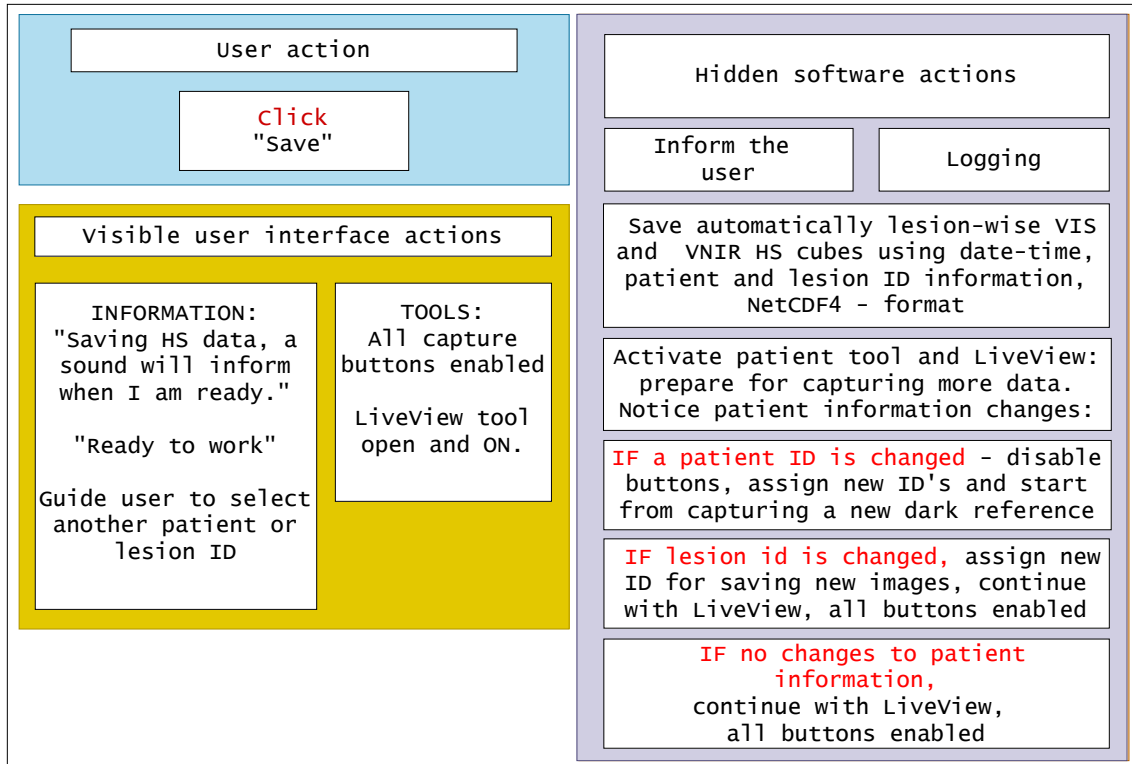 User action
Click
"Save"
Visible user interface actions
INFORMATION:
"Saving HS data, a
sound will inform
when I am ready."
"Ready to work"
Guide user to select
another patient or
lesion ID
TOOLS:
All capture
buttons enabled
LiveView tool
open and ON.
Hidden software actions
Inform the
user
Logging
Save automatically lesion-wise VIS
and VNIR HS cubes using date-time,
patient and lesion ID information,
NetCDF4 - format
Activate patient tool and LiveView:
prepare for capturing more data.
Notice patient information changes:
IF a patient ID is changed - disable
buttons, assign new ID's and start
from capturing a new dark reference
IF lesion id is changed, assign new
ID for saving new images, continue
with LiveView, all buttons enabled
IF no changes to patient
information,
continue with LiveView,
all buttons enabled